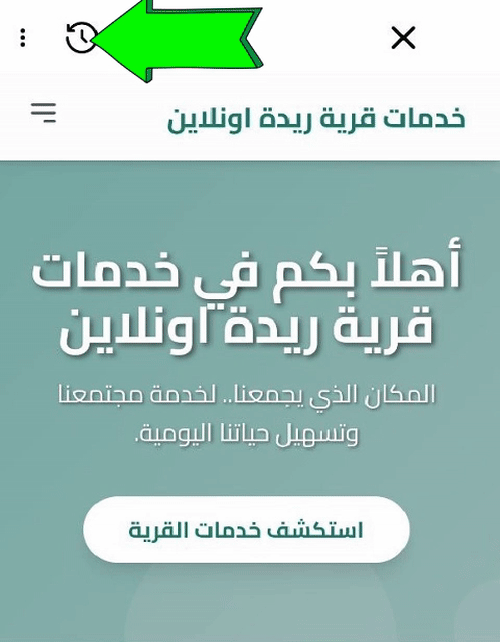 خدمات قرية ريدة اونلاين
أهلاً بكم في خدمات
قرية ريدة اونلاين
المكان الذي يجمعنا.. لخدمة مجتمعنا
وتسهيل حياتنا اليومية.
استكشف خدمات القرية